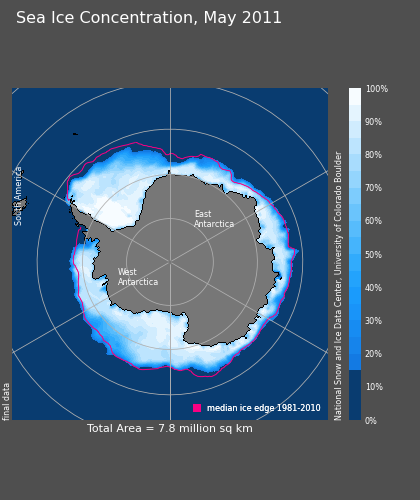 Sea Ice Concentration, May 2011
South America
East
Antarctica
West
Antarctica
100%
90%
80%
70%
60%
50%
40%
30%
20%
10%
0%
National Snow and Ice Data Center, University of Colorado Boulder
final data
median ice edge 1981-2010
Total Area = 7.8 million sq km